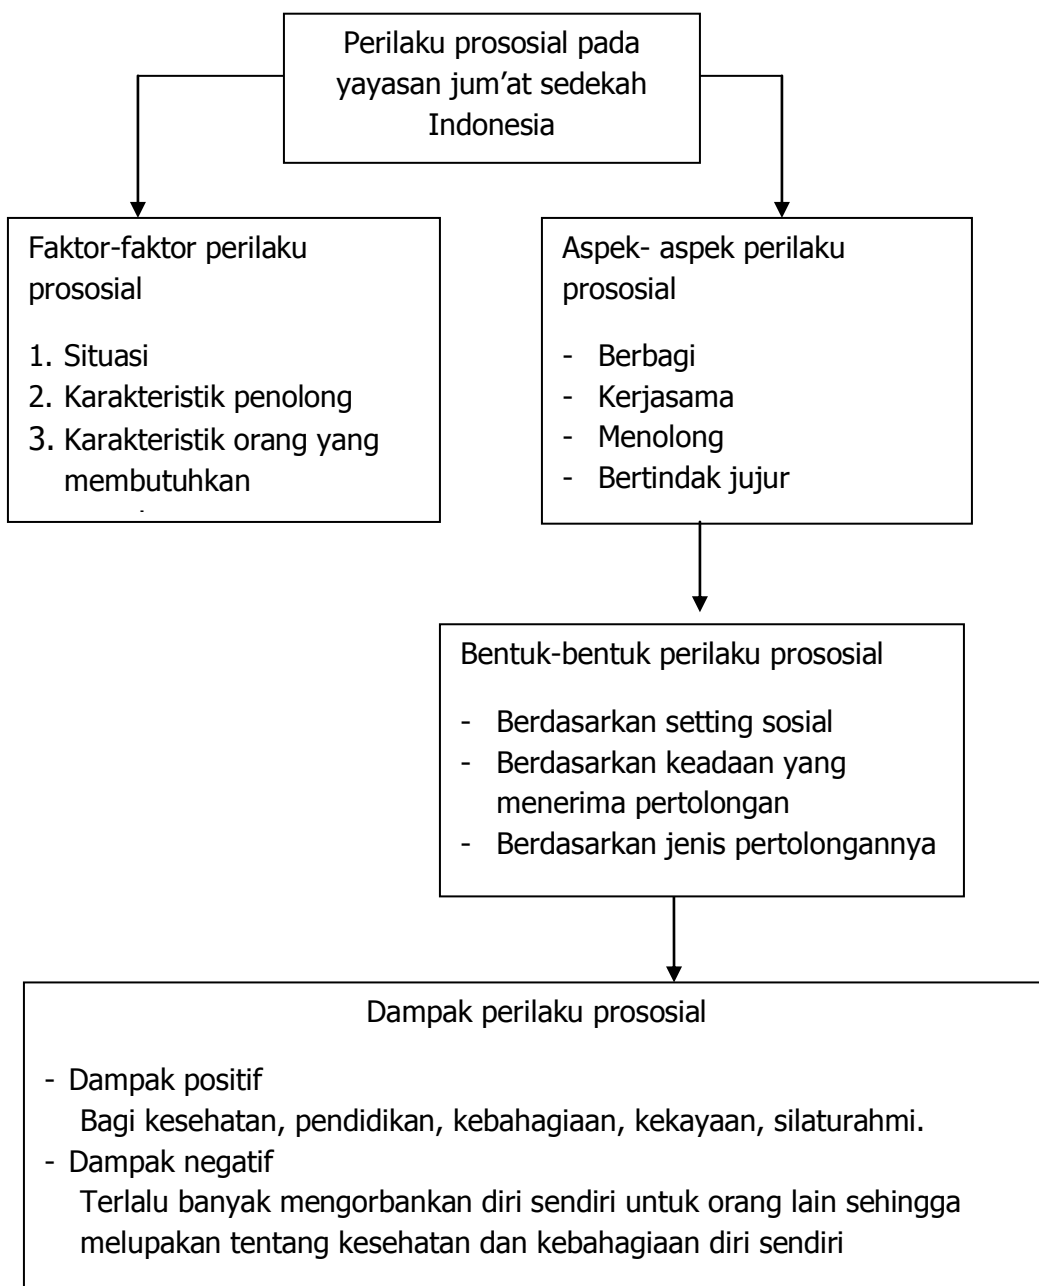 Perilaku prososial pada
yayasan jum’at sedekah
Indonesia
Faktor-faktor perilaku
prososial
1. Situasi
2. Karakteristik penolong
3. Karakteristik orang yang
membutuhkan
Aspek- aspek perilaku
prososial
- Berbagi
- Kerjasama
- Menolong
- Bertindak jujur
Bentuk-bentuk perilaku prososial
- Berdasarkan setting sosial
- Berdasarkan keadaan yang
menerima pertolongan
- Berdasarkan jenis pertolongannya
Dampak perilaku prososial
- Dampak positif
Bagi kesehatan, pendidikan, kebahagiaan, kekayaan, silaturahmi.
- Dampak negatif
Terlalu banyak mengorbankan diri sendiri untuk orang lain sehingga
melupakan tentang kesehatan dan kebahagiaan diri sendiri